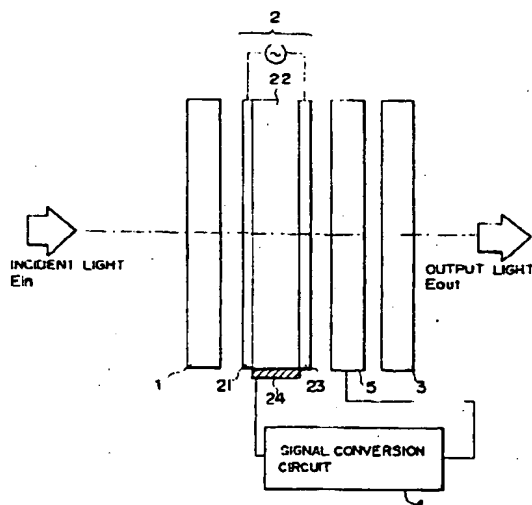 2
22
INCIDENT LIGHT
Ein
OUTPUT LIGHT
Eout
1
21
24
23
5
3
SIGNAL CONVERSION
CIRCUIT